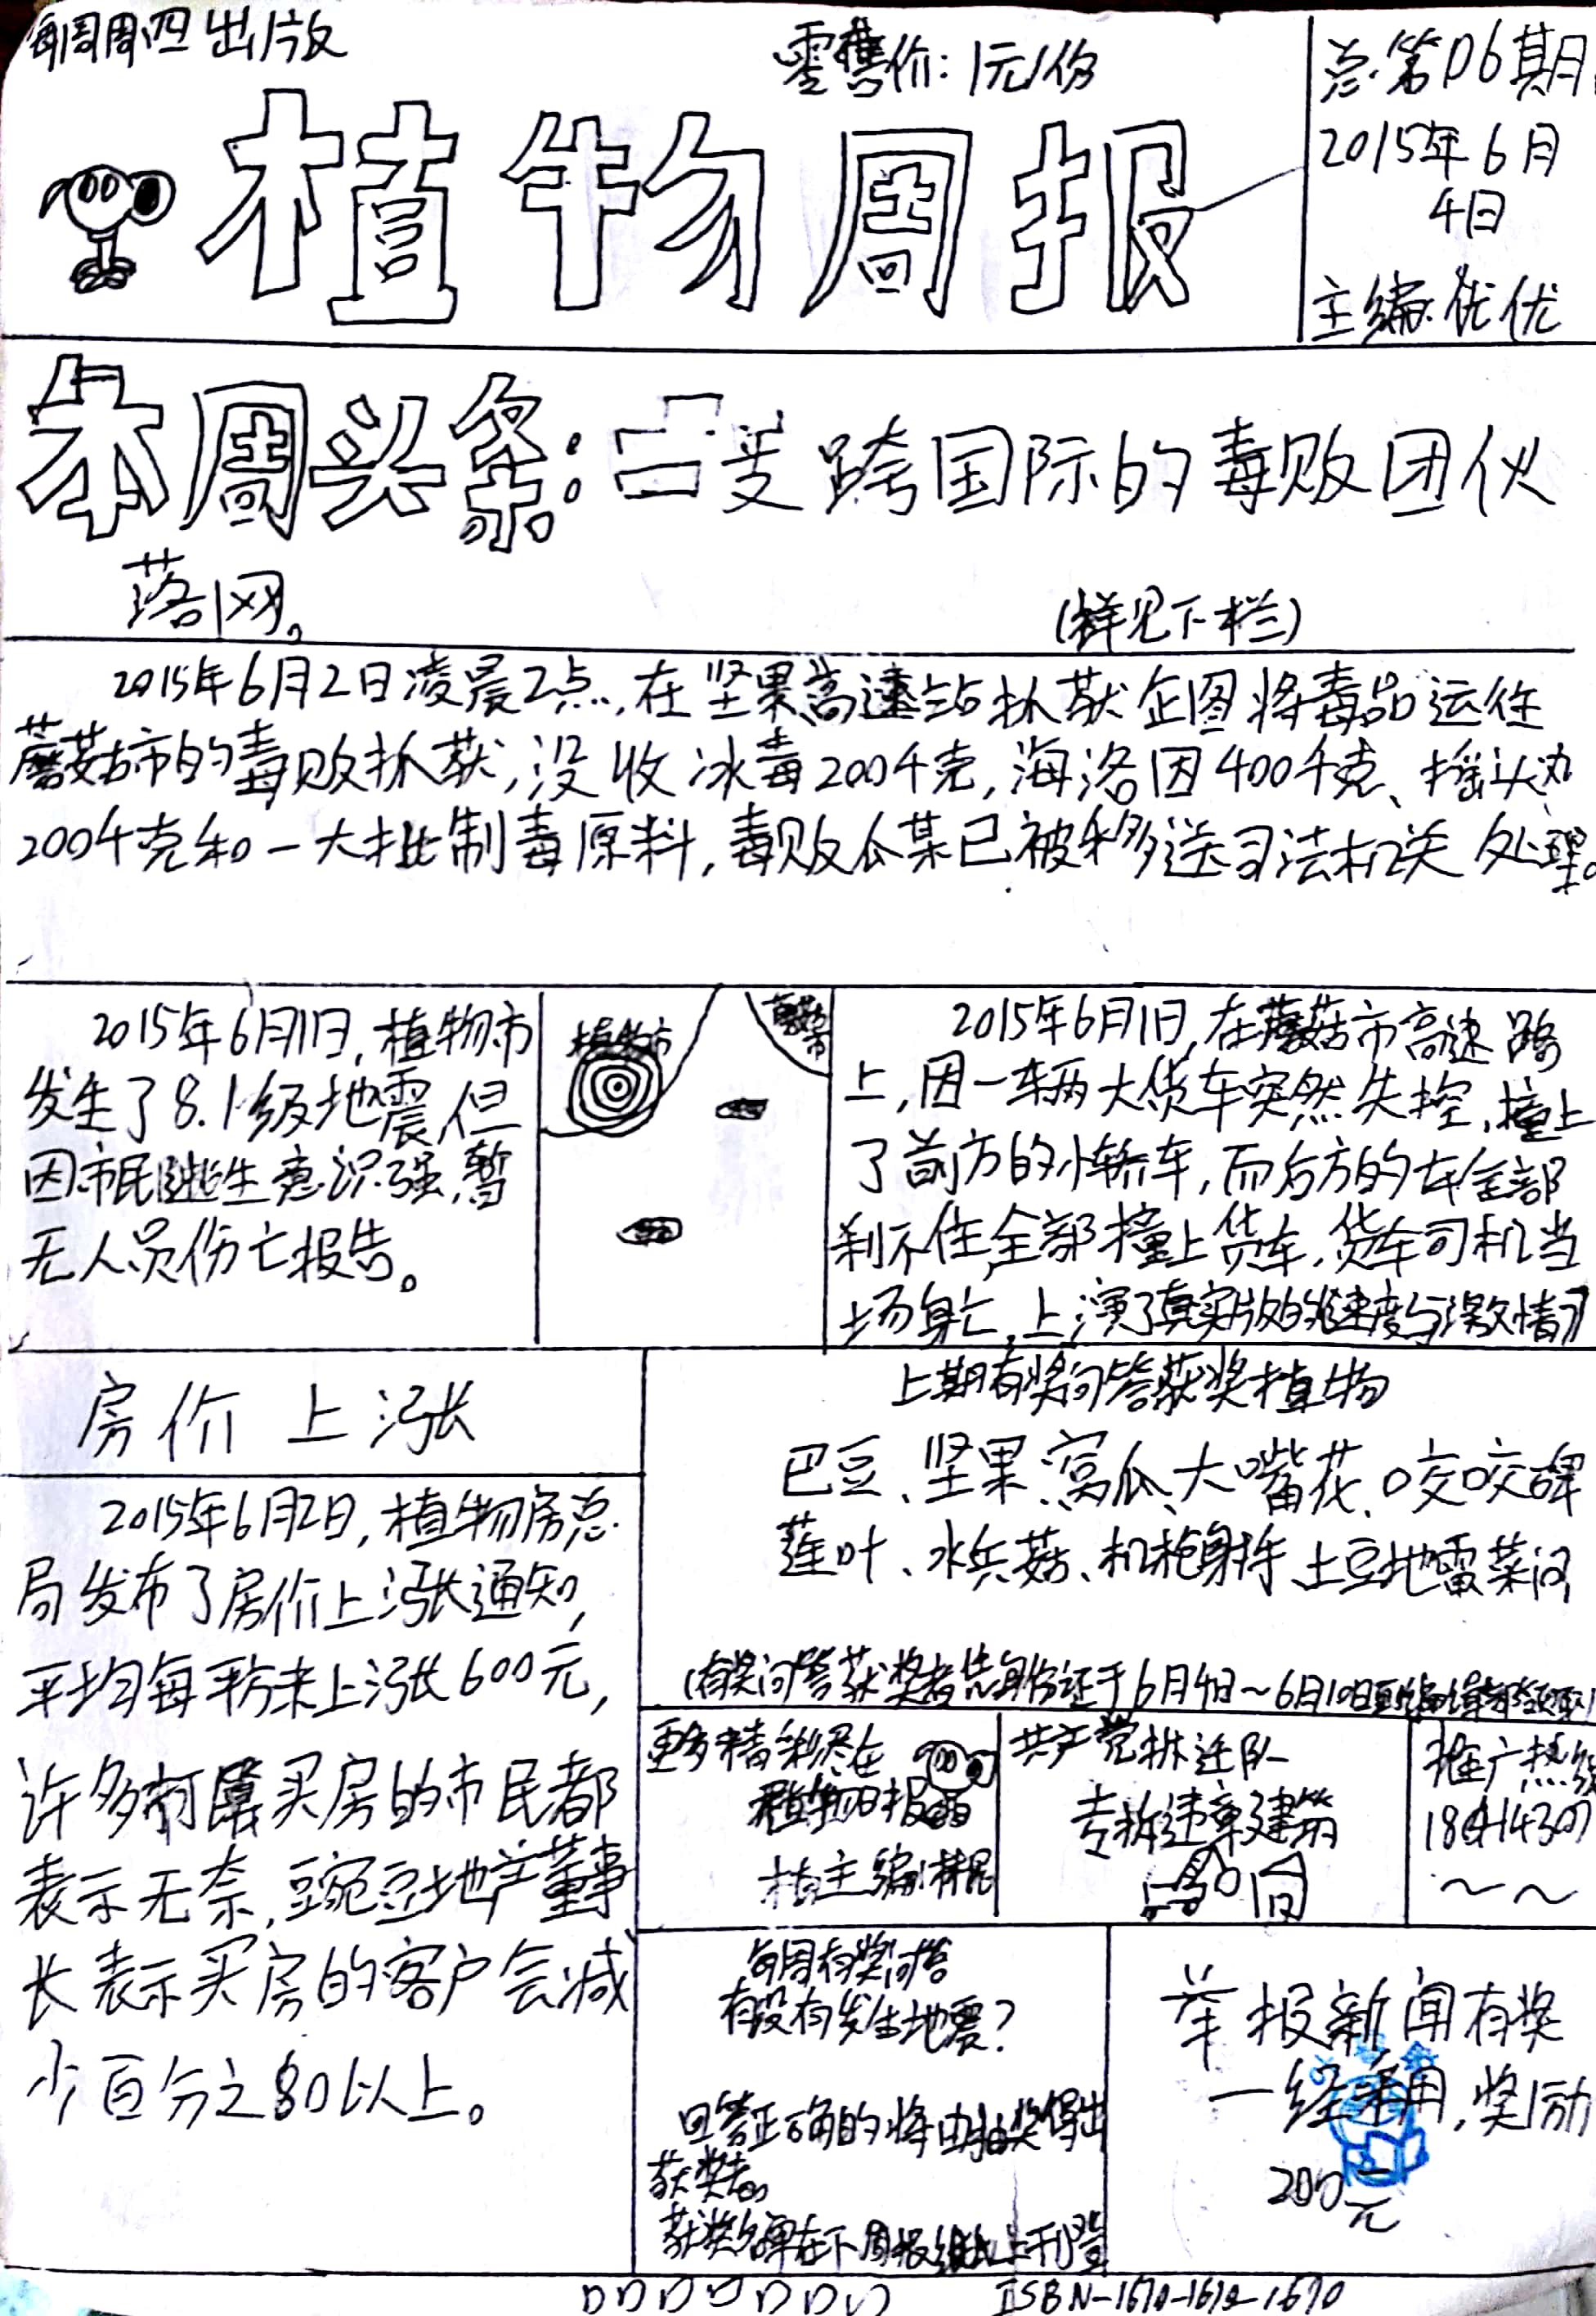 每周周四出版
零售价：1元/份
总第06期
2015年6月
4日
主编：优优
植物周报
本周头条：一支跨国际的毒贩团伙
落网。
(详见下栏)
2015年6月2日凌晨2点，在坚果高速站抓获企图将毒品运往
蘑菇市的毒贩抓获，没收冰毒200千克，海洛因400千克、摇头丸
200千克和一大批制毒原料，毒贩瓜某已被移送司法机关处理。
2015年6月1日，植物市
发生了8.1级地震，但
因市民逃生意识强，暂
无人员伤亡报告。
植物市
蘑菇市
2015年6月1日，在蘑菇市高速路
上，因一辆大货车突然失控，撞上
了前方的小轿车，而后方的车全部
刹不住，全部撞上货车，货车司机当
场身亡，上演了真实版的《速度与激情》
房价上涨
2015年6月2日，植物房总
局发布了房价上涨通知，
平均每平方米上涨600元，
许多打算买房的市民都
表示无奈，豌豆地产董事
长表示买房的客户会减
少百分之80以上。
上期有奖问答获奖植物
巴豆、坚果、窝瓜、大嘴花、咬咬碑
莲叶、水兵菇、机枪射手、土豆地雷、菜问
(有奖问答获奖者凭身份证于6月4日～6月10日到编辑部领取)
更多精彩尽在
植物日报
主编：棉
共产党拆迁队
专拆违章建筑
推广热线
每周有奖问答
有没有发生地震？
回答正确的将由抽奖得出
获奖者。
获奖名单在下周报纸上刊登
举报新闻有奖
一经采用，奖励
200元
ISBN-1670-1670-1670